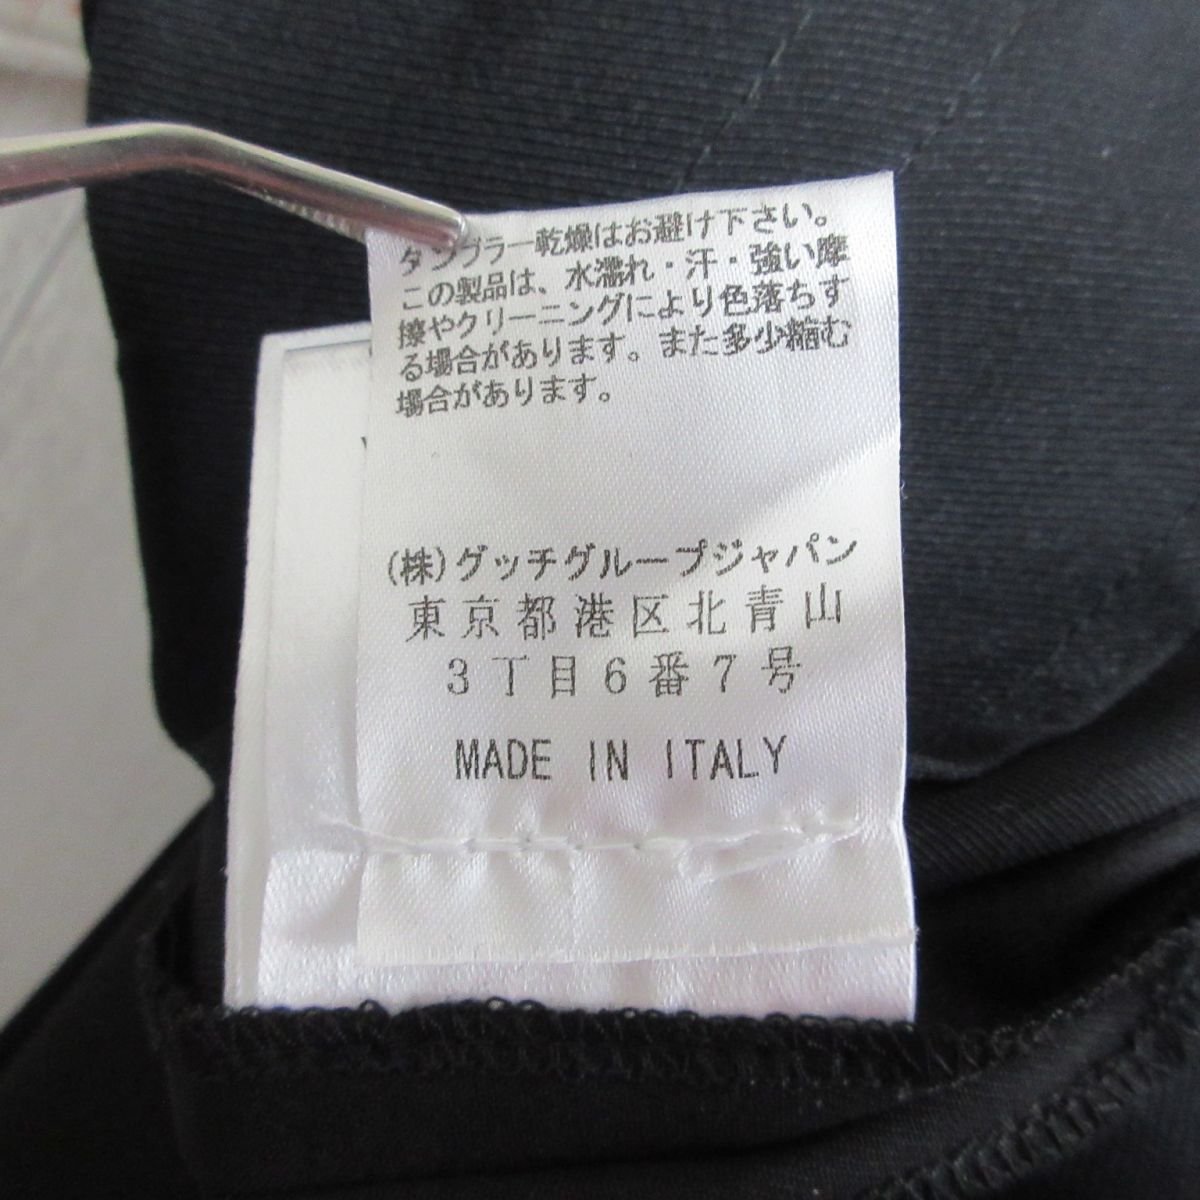 タンブラー乾燥はお避け下さい。
この製品は、水濡れ・汗・強い摩
擦やクリーニングにより色落ちす
る場合があります。また多少縮む
場合があります。
(株)グッチグループジャパン
東京都港区北青山
3丁目6番7号
MADE IN ITALY